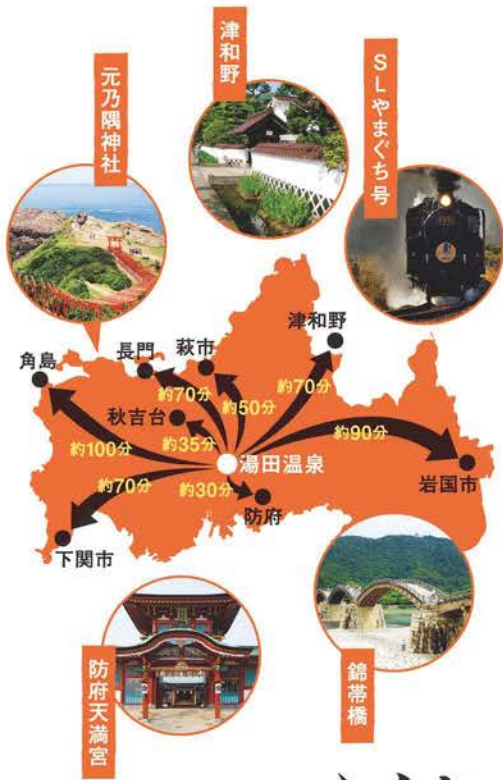 津和野
元乃隅神社
SLやまぐち号
津和野
長門
萩市
角島
約70分
約70分
秋吉台
約50分
約90分
約100分
約35分
湯田温泉
岩国市
約70分
約30分
防府
下関市
防府天満宮
錦帯橋